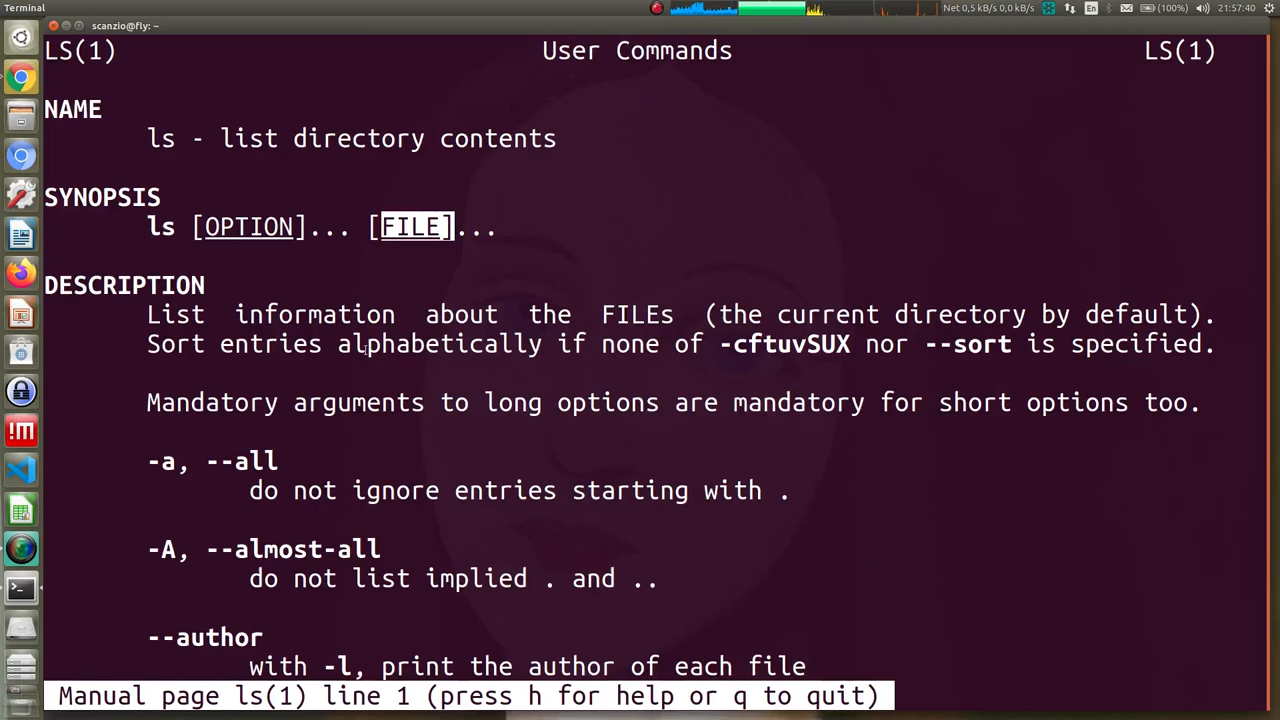 Terminal
Net 0,5 kB/s 0,0 kB/s
En
(100%)
21:57:40
scanzio@fly: ~
LS(1) User Commands LS(1)
NAME
ls - list directory contents
SYNOPSIS
ls [OPTION]... [FILE]...
DESCRIPTION
List information about the FILEs (the current directory by default).
Sort entries alphabetically if none of -cftuvSUX nor --sort is specified.
Mandatory arguments to long options are mandatory for short options too.
-a, --all
do not ignore entries starting with .
-A, --almost-all
do not list implied . and ..
--author
with -l, print the author of each file
Manual page ls(1) line 1 (press h for help or q to quit)
!M